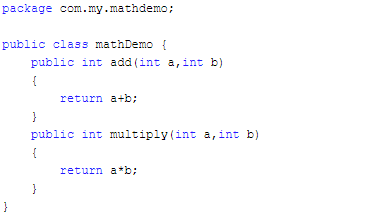 package com.my.mathdemo;

public class mathDemo {
    public int add(int a,int b)
    {
        return a+b;
    }
    public int multiply(int a,int b)
    {
        return a*b;
    }
}